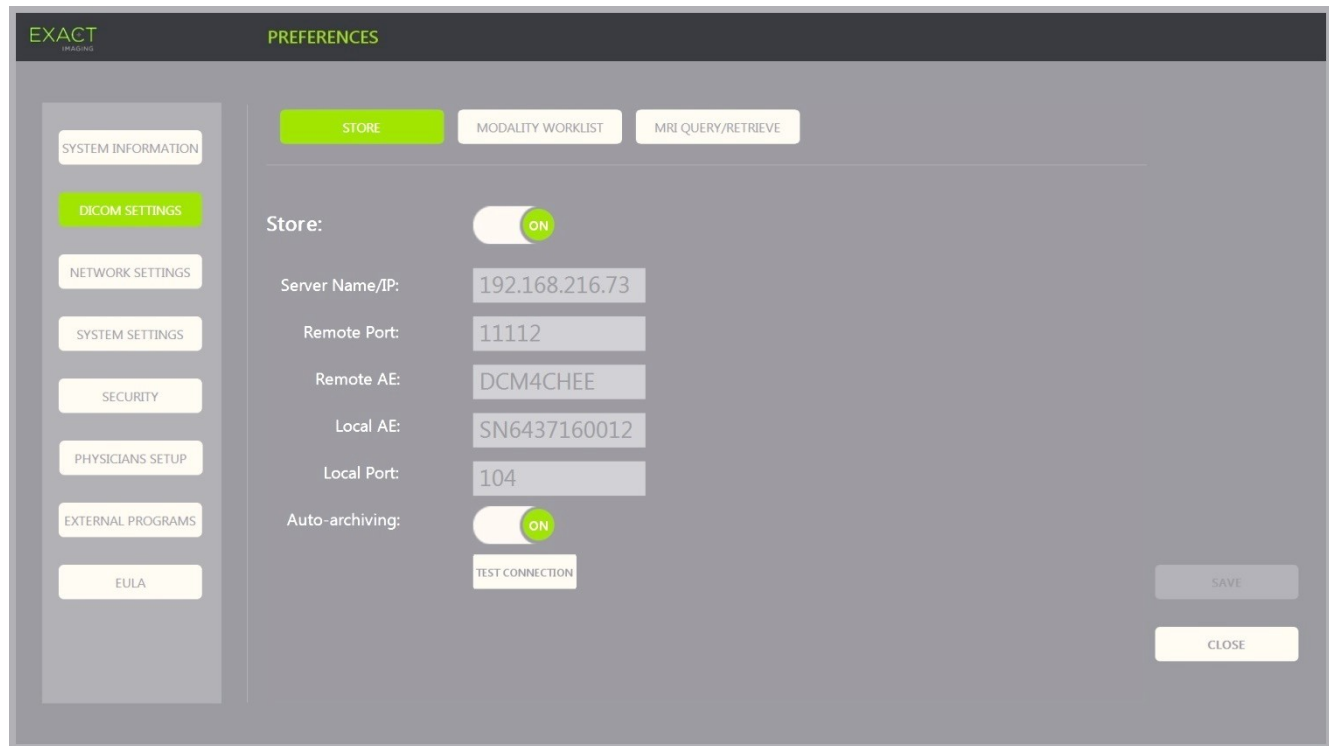 EXACT
IMAGING
PREFERENCES
SYSTEM INFORMATION
DICOM SETTINGS
NETWORK SETTINGS
SYSTEM SETTINGS
SECURITY
PHYSICIANS SETUP
EXTERNAL PROGRAMS
EULA
STORE
MODALITY WORKLIST
MRI QUERY/RETRIEVE
Store: ON
Server Name/IP: 192.168.216.73
Remote Port: 11112
Remote AE: DCM4CHEE
Local AE: SN6437160012
Local Port: 104
Auto-archiving: ON
TEST CONNECTION
SAVE
CLOSE